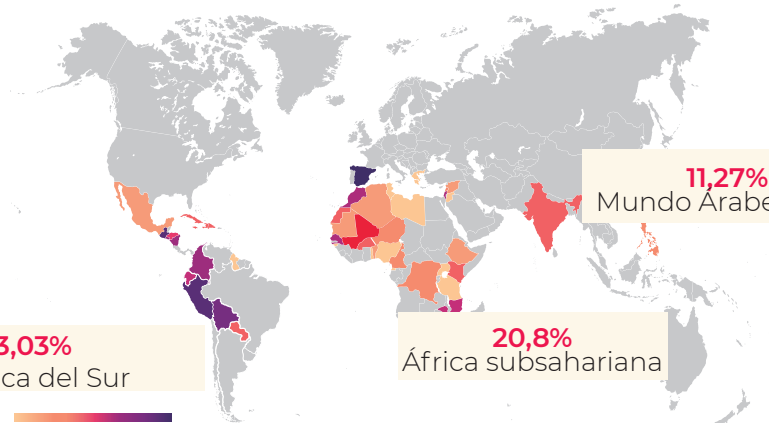 11,27%
Mundo Árabe
20,8%
África subsahariana
3,03%
ca del Sur